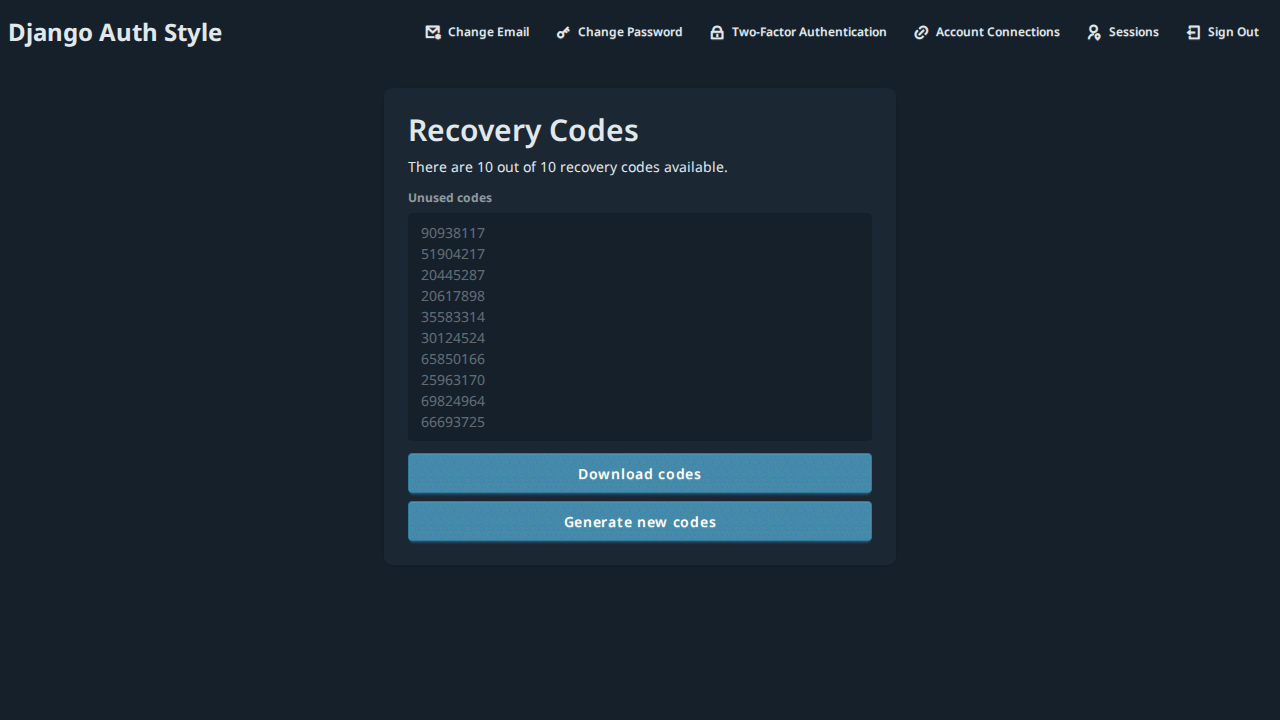 Django Auth Style
Change Email
Change Password
Two-Factor Authentication
Account Connections
Sessions
Sign Out
Recovery Codes
There are 10 out of 10 recovery codes available.
Unused codes
90938117
51904217
20445287
20617898
35583314
30124524
65850166
25963170
69824964
66693725
Download codes
Generate new codes